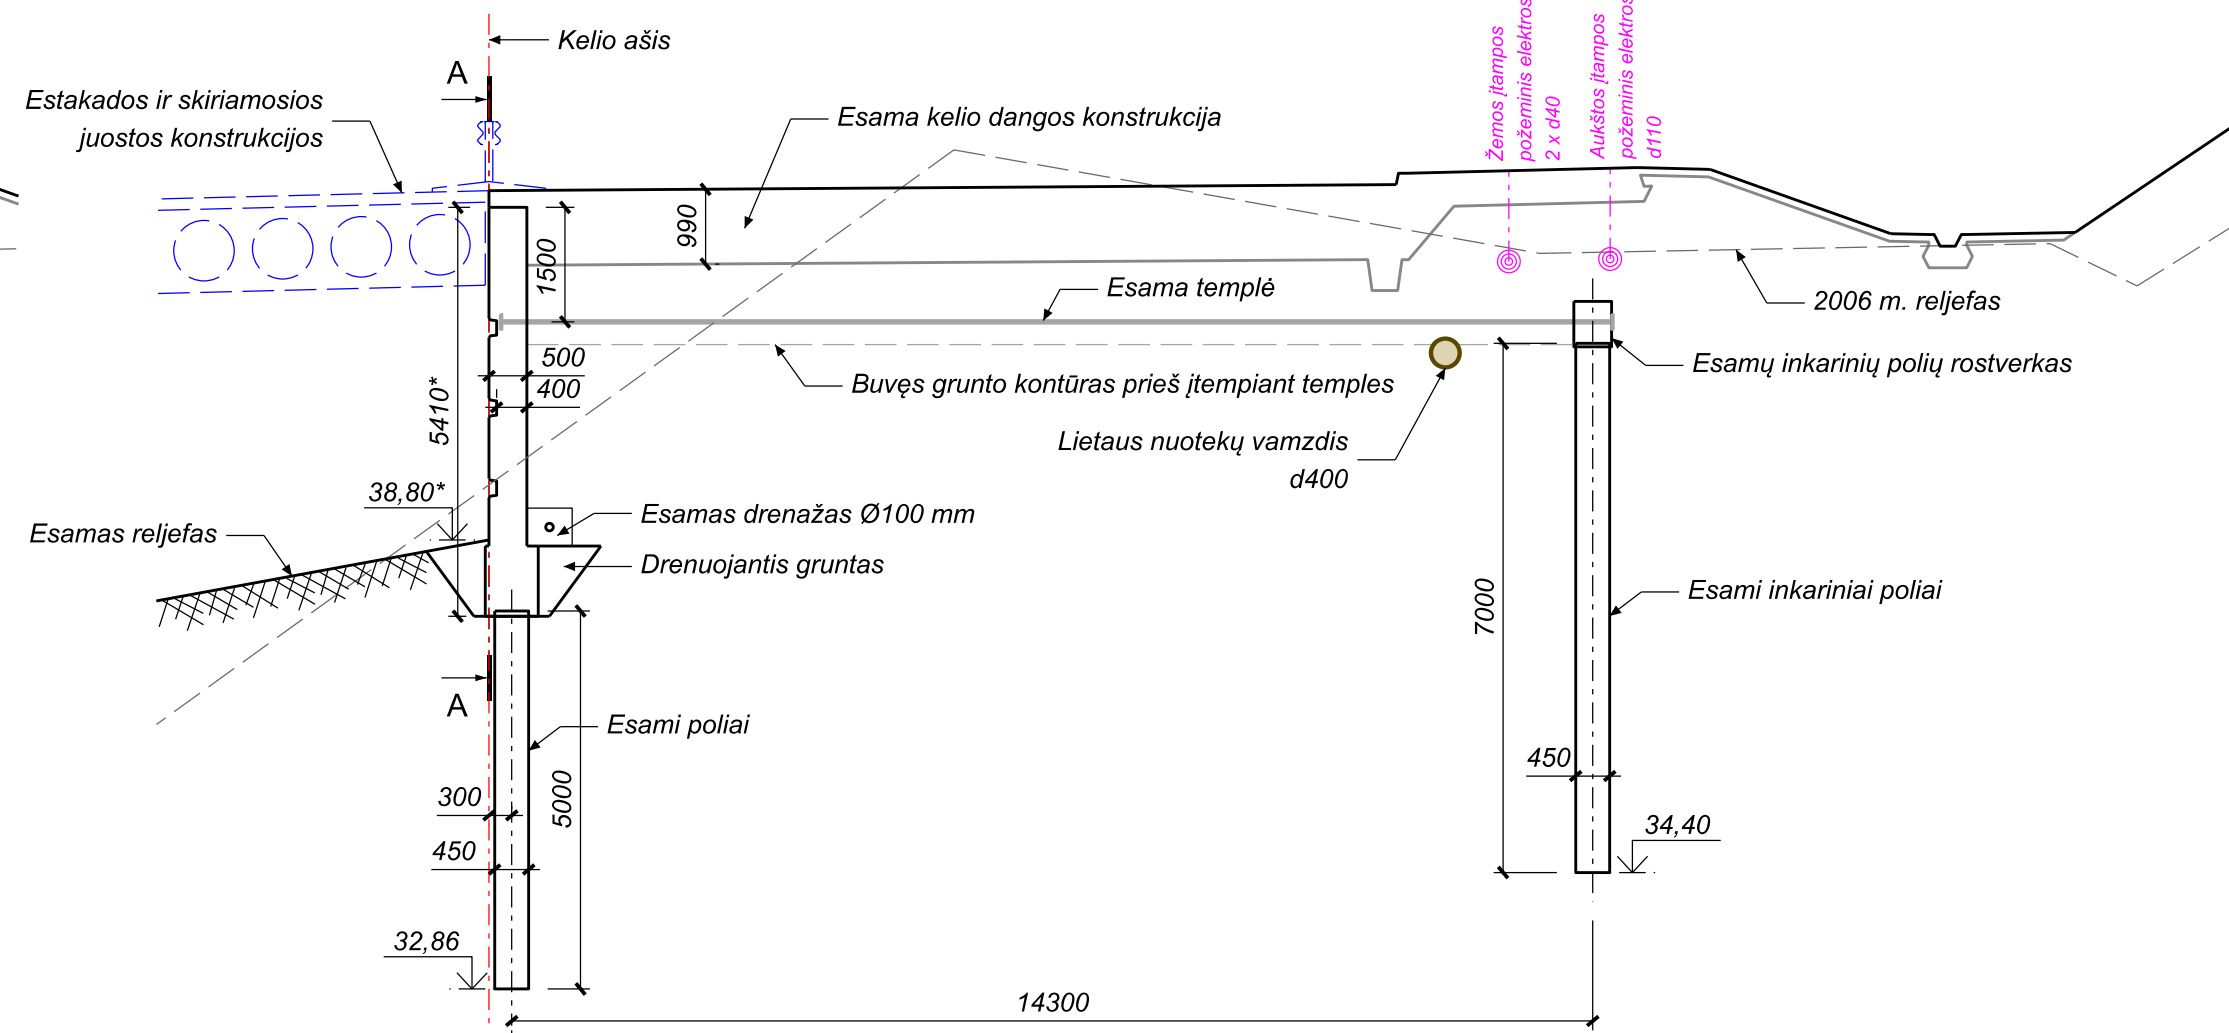 Kelio ašis
A
Estakados ir skiriamosios
juostos konstrukcijos
Esama kelio dangos konstrukcija
Žemos įtampos
požeminis elektros
2 x d40
Aukštos įtampos
požeminis elektros
d110
990
1500
Esama templė
2006 m. reljefas
500
400
Buvęs grunto kontūras prieš įtempiant temples
Esamų inkarinių polių rostverkas
5410*
Lietaus nuotekų vamzdis
d400
38,80*
Esamas reljefas
Esamas drenažas Ø100 mm
Drenuojantis gruntas
7000
Esami inkariniai poliai
A
Esami poliai
300
450
5000
450
34,40
32,86
14300